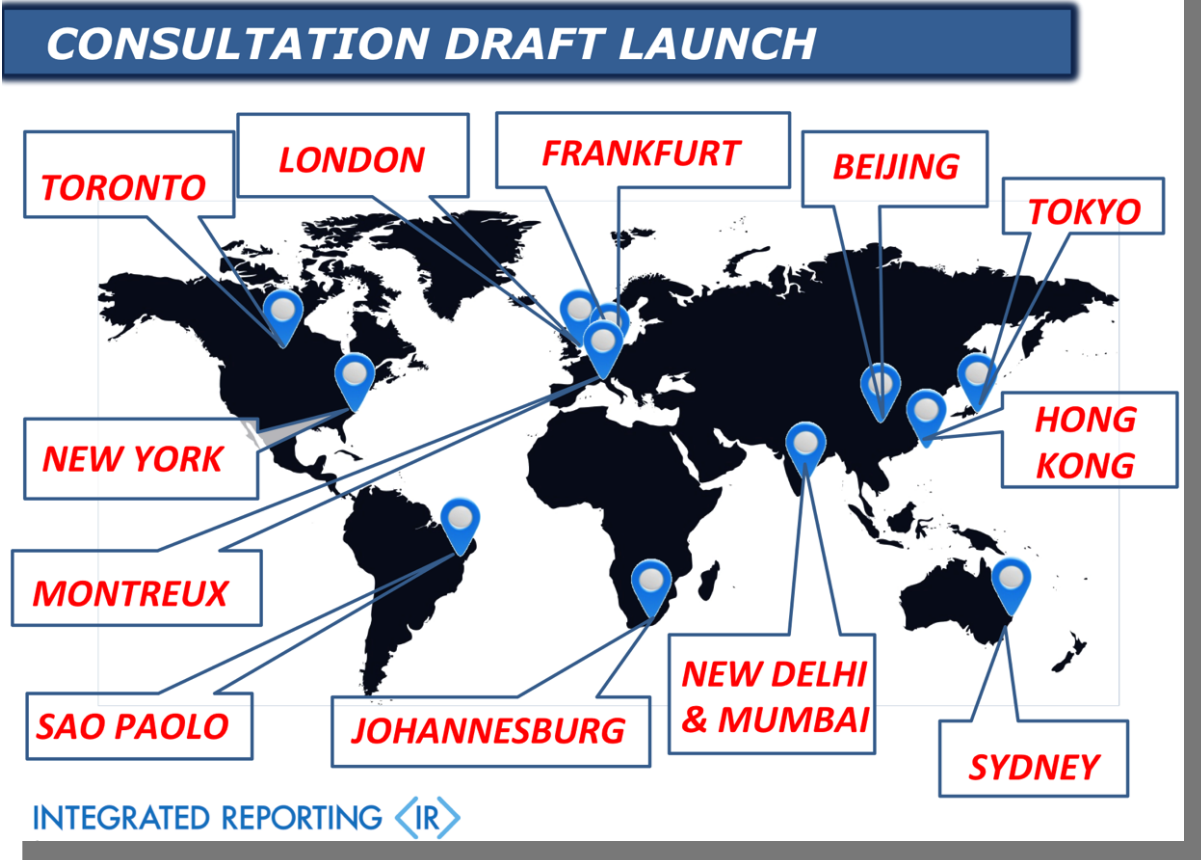 CONSULTATION DRAFT LAUNCH
TORONTO
LONDON
FRANKFURT
BEIJING
TOKYO
NEW YORK
HONG
KONG
MONTREUX
SAO PAOLO
JOHANNESBURG
NEW DELHI
& MUMBAI
SYDNEY
INTEGRATED REPORTING <IR>